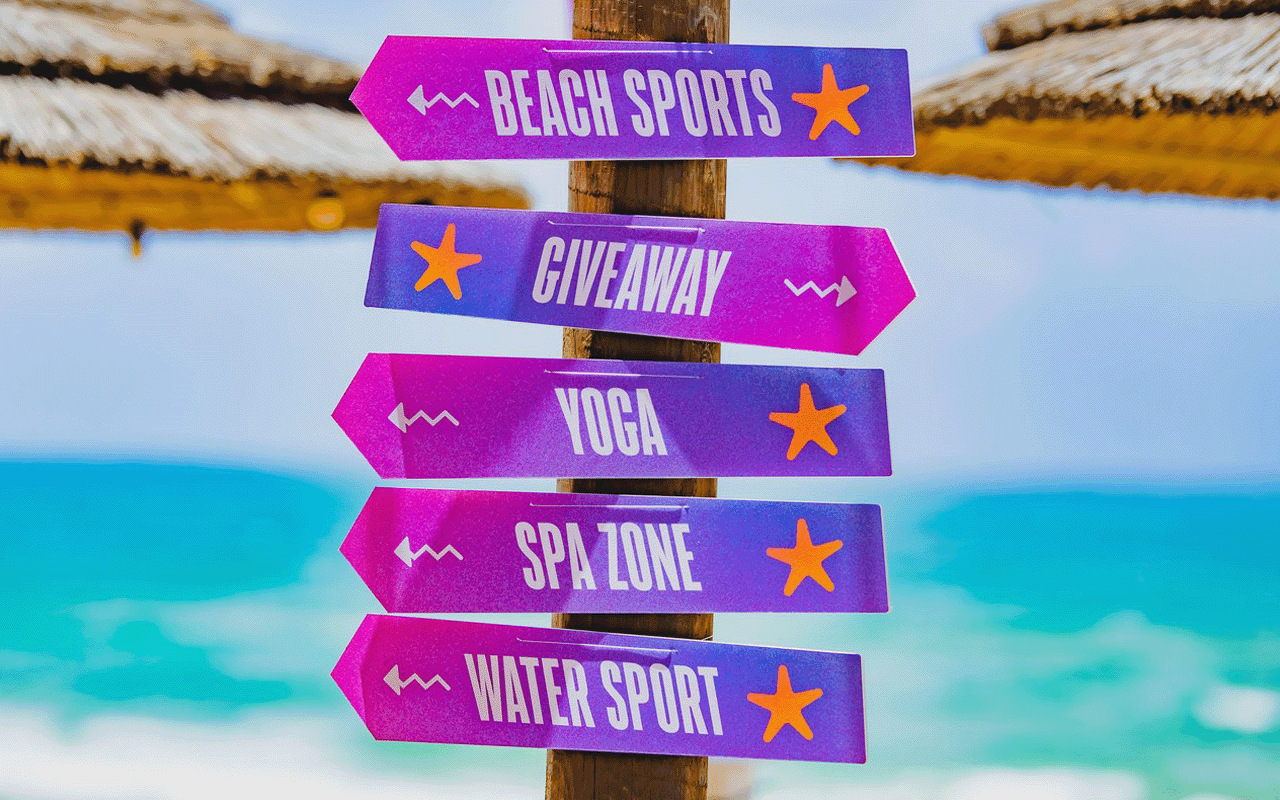 BEACH SPORTS
GIVEAWAY
YOGA
SPA ZONE
WATER SPORT